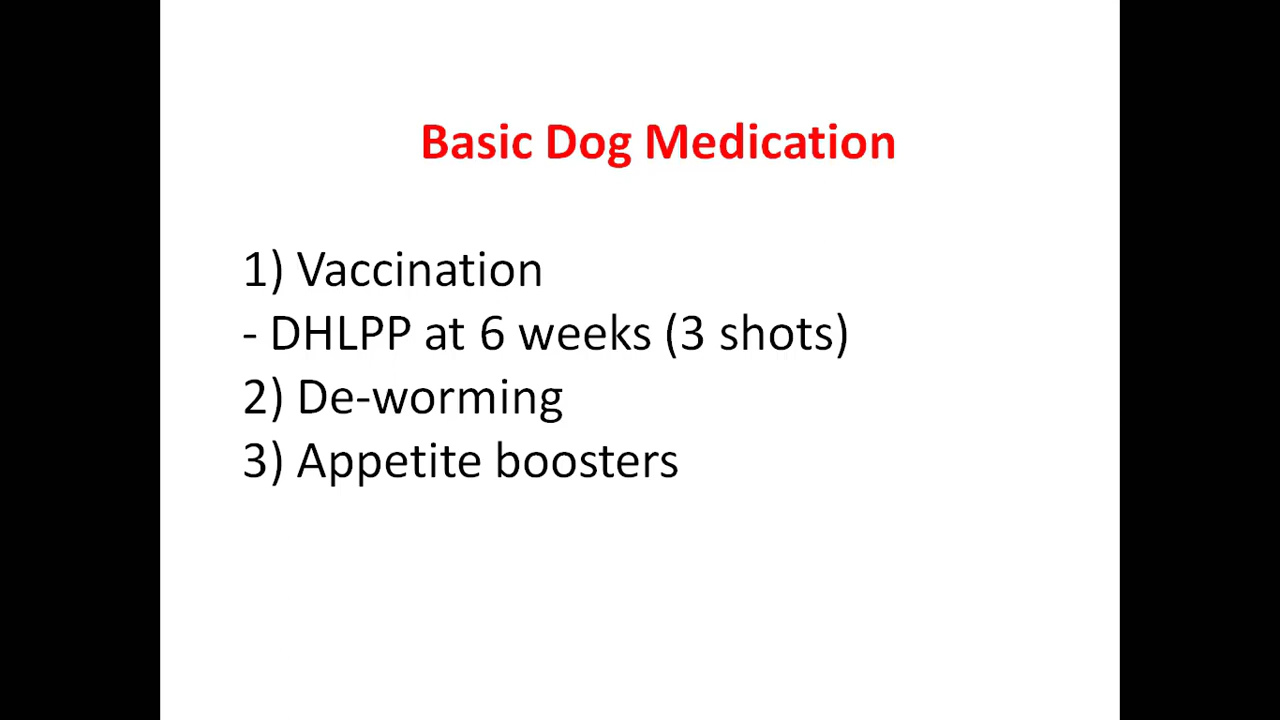 Basic Dog Medication
1) Vaccination
- DHLPP at 6 weeks (3 shots)
2) De-worming
3) Appetite boosters